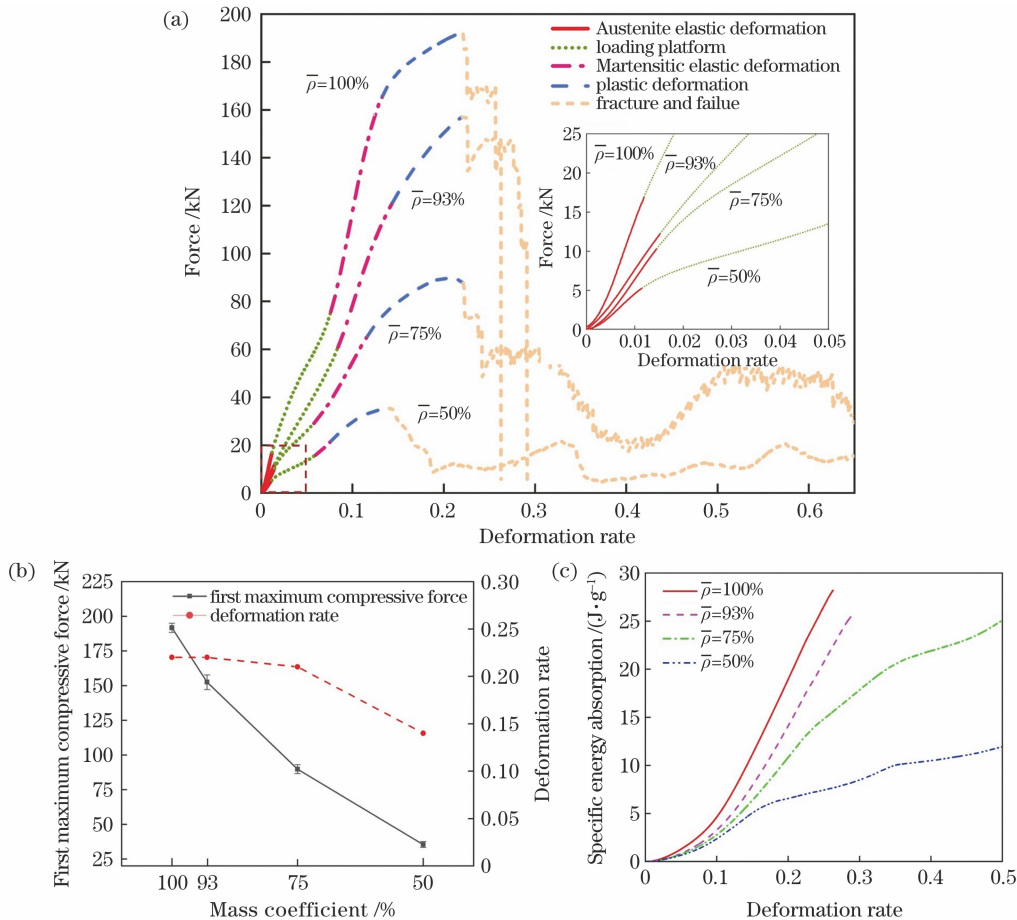 (a)
200
180
160
140
120
100
80
60
40
20
0
Force /kN
0 0.1 0.2 0.3 0.4 0.5 0.6
Deformation rate
Austenite elastic deformation
loading platform
Martensitic elastic deformation
plastic deformation
fracture and failue
ρ̅=100%
ρ̅=93%
ρ̅=75%
ρ̅=50%
25
20
15
10
5
0
Force /kN
0 0.01 0.02 0.03 0.04 0.05
Deformation rate
ρ̅=100%
ρ̅=93%
ρ̅=75%
ρ̅=50%
(b)
First maximum compressive force/kN
225
200
175
150
125
100
75
50
25
first maximum compressive force
deformation rate
0.30
0.25
0.20
0.15
0.10
0.05
0
Deformation rate
100 93 75 50
Mass coefficient /%
(c)
Specific energy absorption /(J·g⁻¹)
30
25
20
15
10
5
0
ρ̅=100%
ρ̅=93%
ρ̅=75%
ρ̅=50%
0 0.1 0.2 0.3 0.4 0.5
Deformation rate